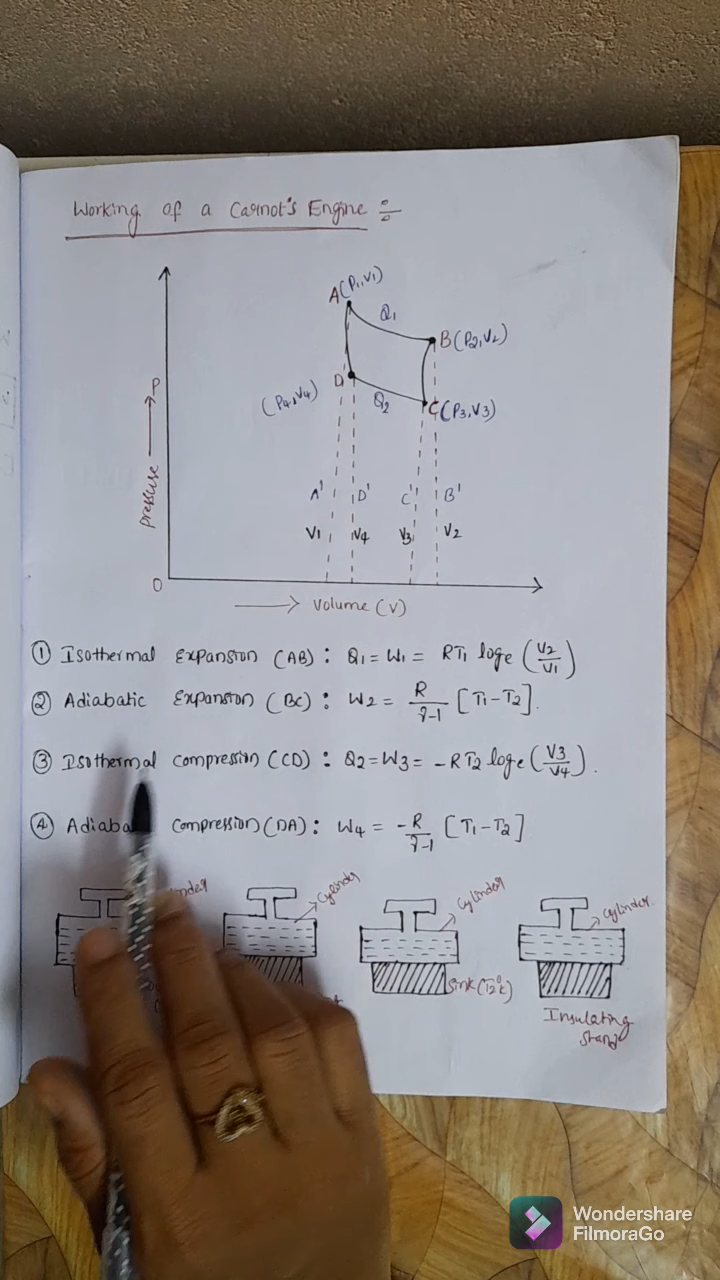 Working of a Carnot's Engine :-
A(P1,V1)
Q1
B(P2,V2)
D
(P4,V4)
Q2
C(P3,V3)
Pressure → P
A' D' C' B'
V1 V4 V3 V2
O
→ Volume (V)
① Isothermal Expansion (AB) : Q1 = W1 = RT1 loge (V2/V1)
② Adiabatic Expansion (BC) : W2 = R/γ-1 [T1-T2].
③ Isothermal Compression (CD) : Q2=W3= -RT2 loge (V3/V4).
④ Adiaba Compression (DA) : W4 = -R/γ-1 [T1-T2]
Cylinder Cylinder Cylinder.
Sink (T2°K)
Insulating
Stand
Wondershare
FilmoraGo